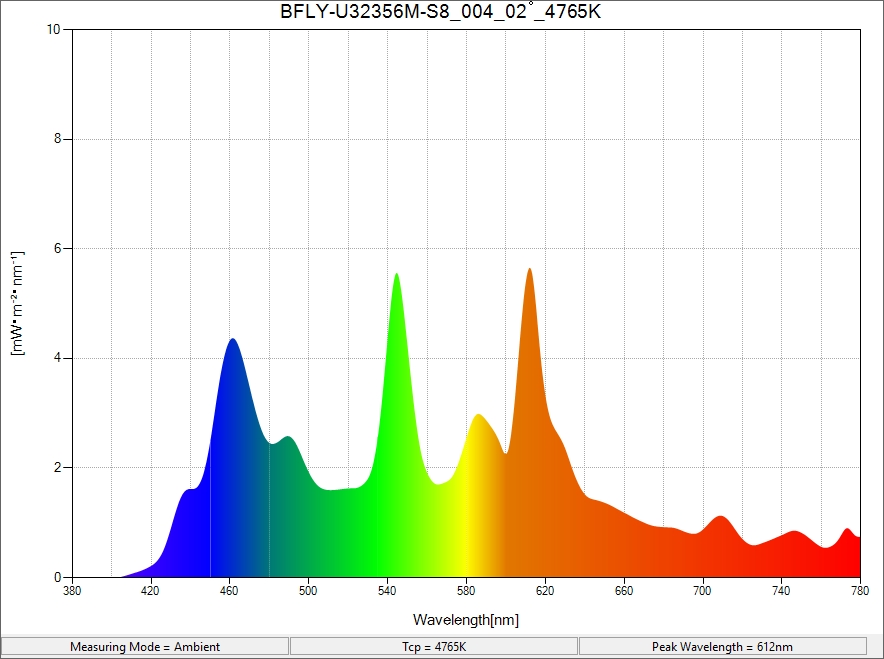 BFLY-U32356M-S8_004_02°_4765K
10
8
6
4
2
0
[mW•m⁻²•nm⁻¹]
380 420 460 500 540 580 620 660 700 740 780
Wavelength[nm]
Measuring Mode = Ambient Tcp = 4765K Peak Wavelength = 612nm